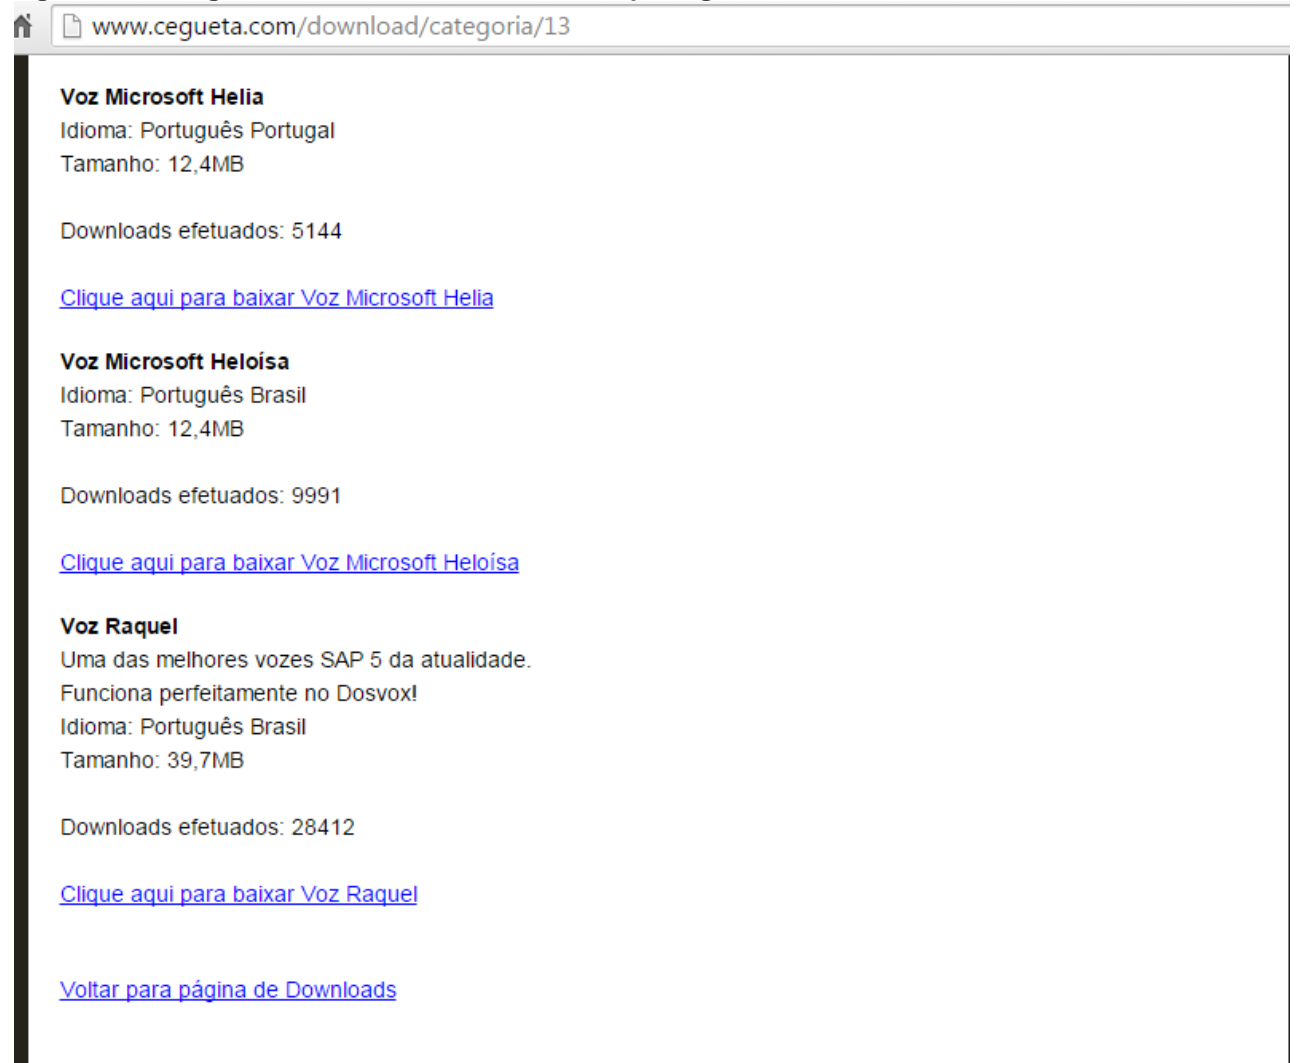 www.cegueta.com/download/categoria/13
Voz Microsoft Helia
Idioma: Português Portugal
Tamanho: 12,4MB
Downloads efetuados: 5144
Clique aqui para baixar Voz Microsoft Helia
Voz Microsoft Heloísa
Idioma: Português Brasil
Tamanho: 12,4MB
Downloads efetuados: 9991
Clique aqui para baixar Voz Microsoft Heloísa
Voz Raquel
Uma das melhores vozes SAP 5 da atualidade.
Funciona perfeitamente no Dosvox!
Idioma: Português Brasil
Tamanho: 39,7MB
Downloads efetuados: 28412
Clique aqui para baixar Voz Raquel
Voltar para página de Downloads